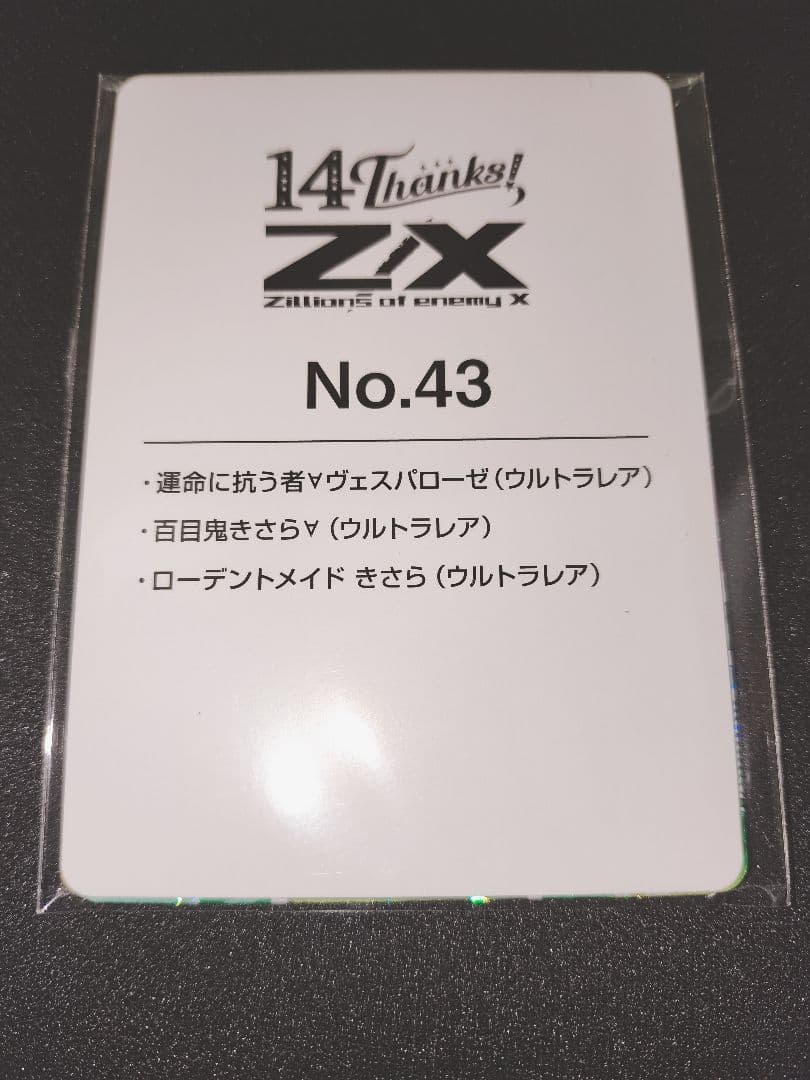 14 Thanks!
Z/X
Zillions of enemy X
No.43
・運命に抗う者∀ヴェスパローゼ（ウルトラレア）
・百目鬼きさら∀（ウルトラレア）
・ローデントメイド きさら（ウルトラレア）